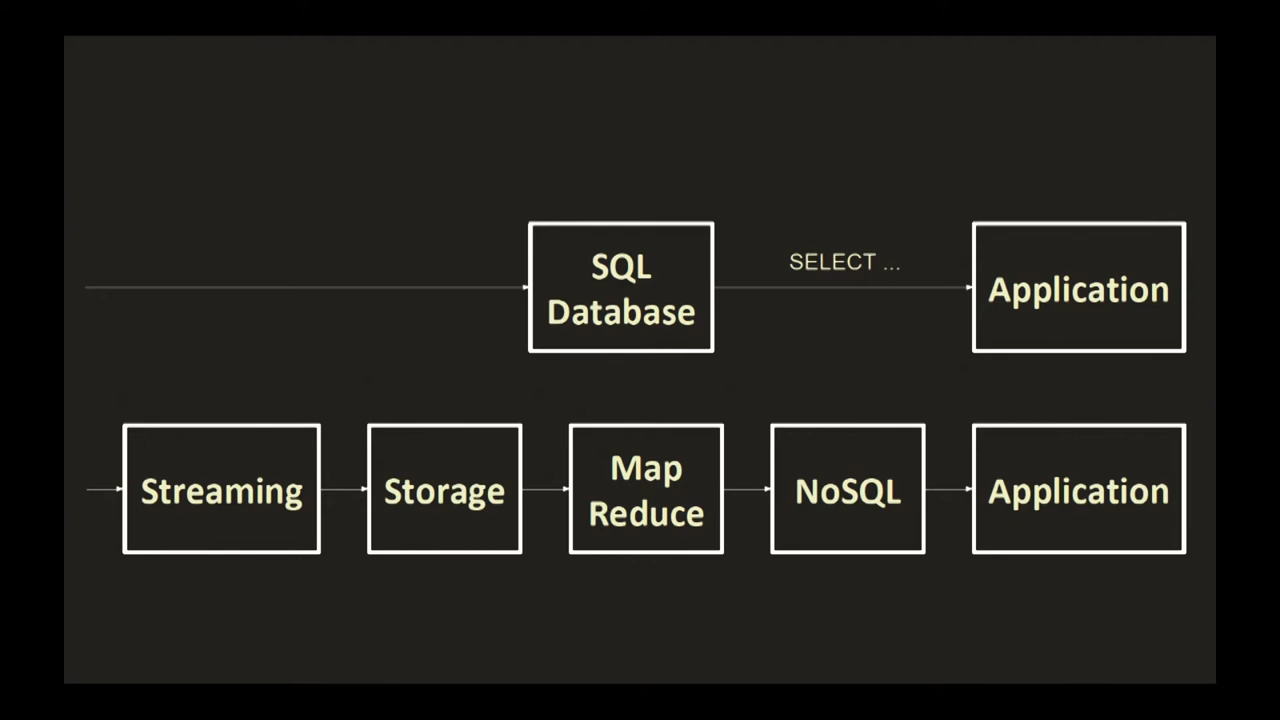 SQL
Database
SELECT ...
Application
Streaming
Storage
Map
Reduce
NoSQL
Application